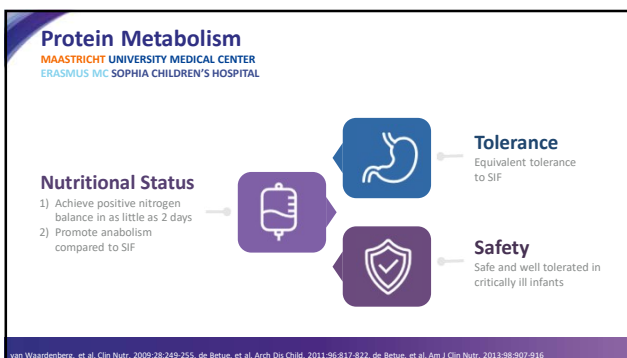 Protein Metabolism
MAASTRICHT UNIVERSITY MEDICAL CENTER
ERASMUS MC SOPHIA CHILDREN'S HOSPITAL
Nutritional Status
1) Achieve positive nitrogen
balance in as little as 2 days
2) Promote anabolism
compared to SIF
Tolerance
Equivalent tolerance
to SIF
Safety
Safe and well tolerated in
critically ill infants
van Waardenberg, et al. Clin Nutr. 2009:28:249-255. de Betue, et al. Arch Dis Child. 2011:96:817-822. de Betue, et al. Am J Clin Nutr. 2013:98:907-916